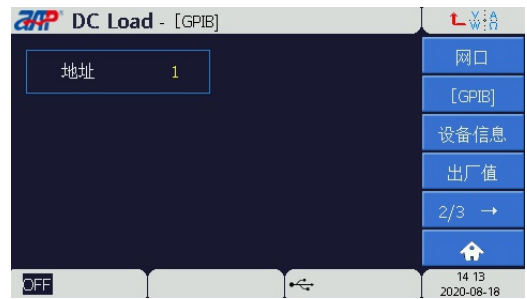 ZAP DC Load - [GPIB]
地址 1
网口
[GPIB]
设备信息
出厂值
2/3 →
OFF
14 13
2020-08-18